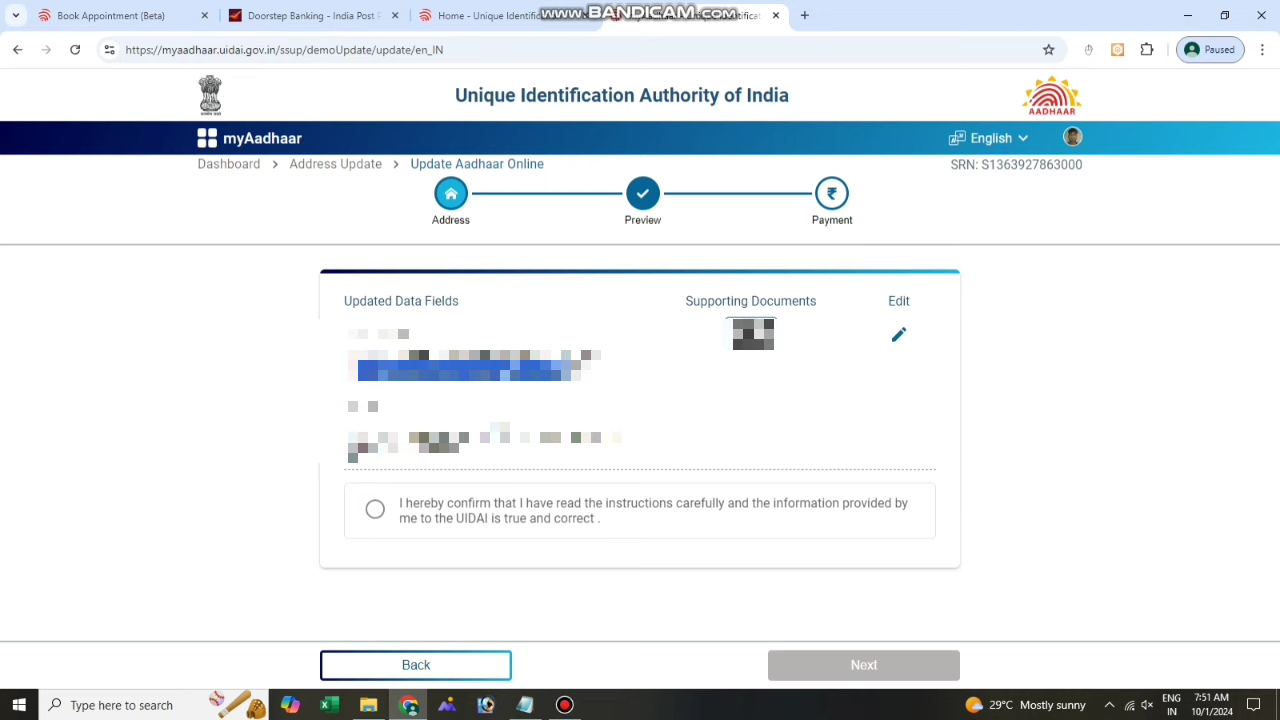 www.BANDICAM.com
Book Appointment (Beta)
Doorstep Banking - India Post
Home - Unique Identific
https://myaadhaar.uidai.gov.in/ssup/demoUpdate/update/en_IN
Paused
Unique Identification Authority of India
AADHAAR
myAadhaar
English
Dashboard > Address Update > Update Aadhaar Online
SRN: S1363927863000
Address
Preview
Payment
Updated Data Fields
Supporting Documents
Edit
I hereby confirm that I have read the instructions carefully and the information provided by
me to the UIDAI is true and correct .
Back
Next
Type here to search
29°C Mostly sunny
ENG
IN
7:51 AM
10/1/2024